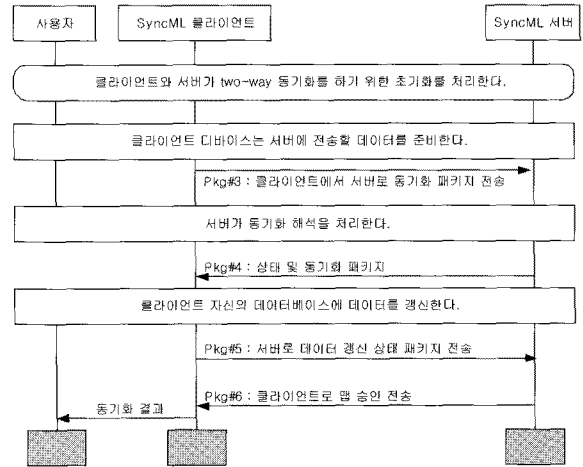 사용자
SyncML 클라이언트
SyncML 서버
클라이언트와 서버가 two-way 동기화를 하기 위한 초기화를 처리한다.
클라이언트 디바이스는 서버에 전송할 데이터를 준비한다.
Pkg#3 : 클라이언트에서 서버로 동기화 패키지 전송
서버가 동기화 해석을 처리한다.
Pkg#4 : 상태 및 동기화 패키지
클라이언트 자신의 데이터베이스에 데이터를 갱신한다.
Pkg#5 : 서버로 데이터 갱신 상태 패키지 전송
Pkg#6 : 클라이언트로 맵 승인 전송
동기화 결과